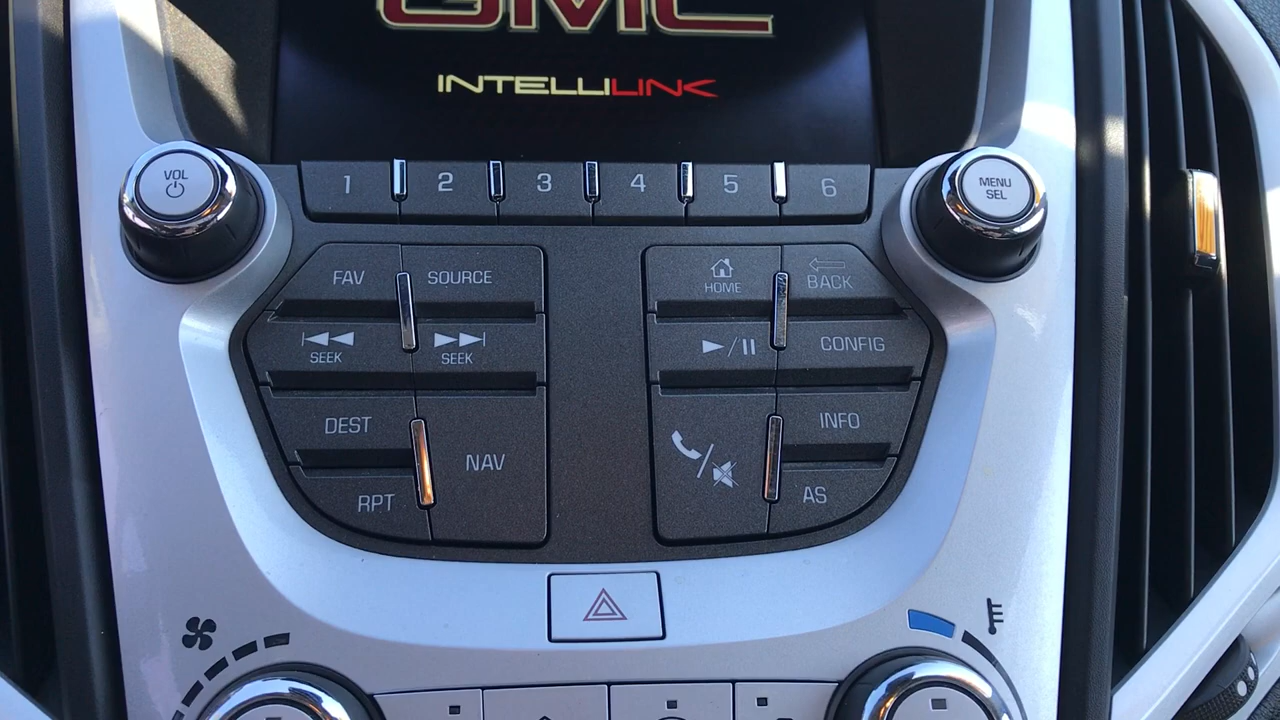 GMC
INTELLILINK
VOL
1 2 3 4 5 6
MENU
SEL
FAV SOURCE
HOME BACK
SEEK SEEK
CONFIG
DEST
INFO
NAV
RPT
AS